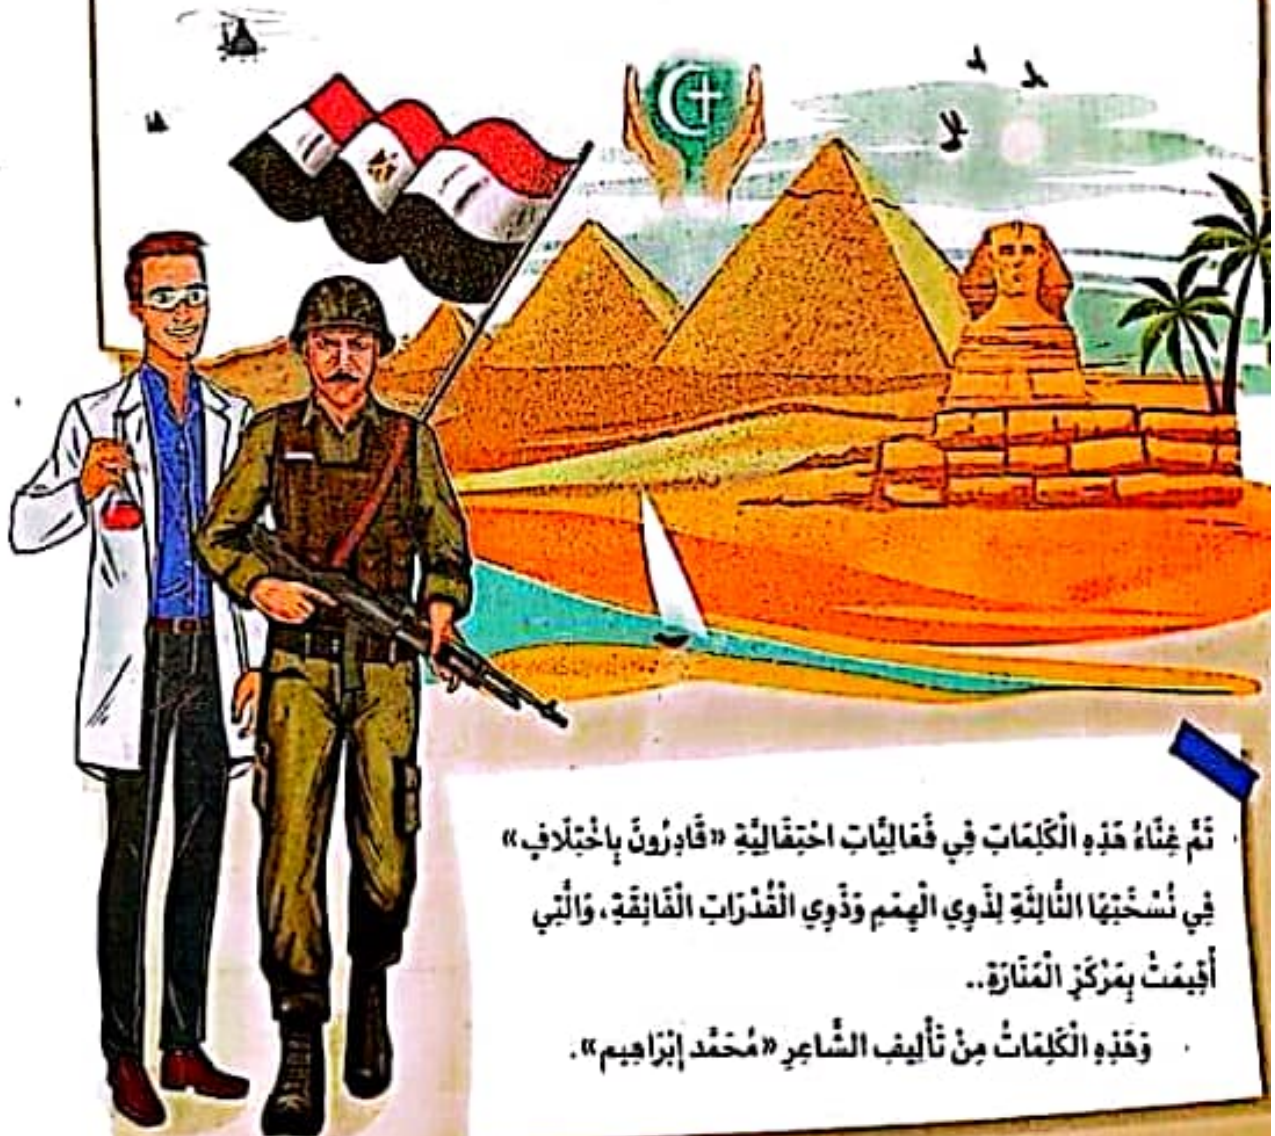 · تَمَّ غِنَاءُ هَذِهِ الْكَلِمَاتِ فِي فَعَالِيَّاتِ احْتِفَالِيَّةِ «قَادِرُونَ بِاخْتِلَافٍ»
فِي نُسْخَتِهَا الثَّالِثَةِ لِذَوِي الْهِمَمِ وَذَوِي الْقُدْرَاتِ الْفَائِقَةِ، وَالَّتِي
أُقِيمَتْ بِمَرْكَزِ الْمَنَارَةِ..
· وَهَذِهِ الْكَلِمَاتُ مِنْ تَأْلِيفِ الشَّاعِرِ «مُحَمَّد إِبْرَاهِيم».